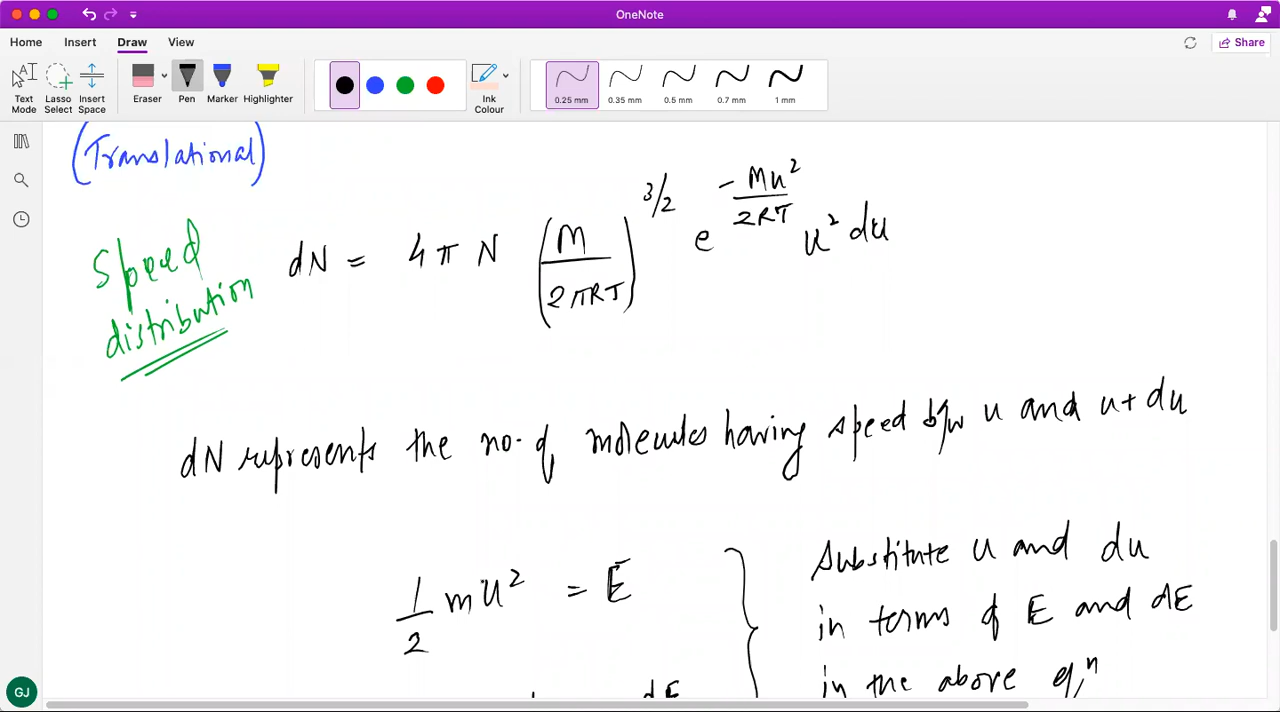 OneNote
Home Insert Draw View
Share
Text Mode
Lasso Select
Insert Space
Eraser
Pen
Marker
Highlighter
Ink Colour
0.25 mm
0.35 mm
0.5 mm
0.7 mm
1 mm
(Translational)
Speed distribution
dN = 4 π N (M / 2πRT)^3/2 e^(-Mu²/2RT) u² du
dN represents the no. of molecules having speed b/w u and u + du
1/2 mu² = E
Substitute u and du
in terms of E and dE
in the above eqⁿ
dE
GJ